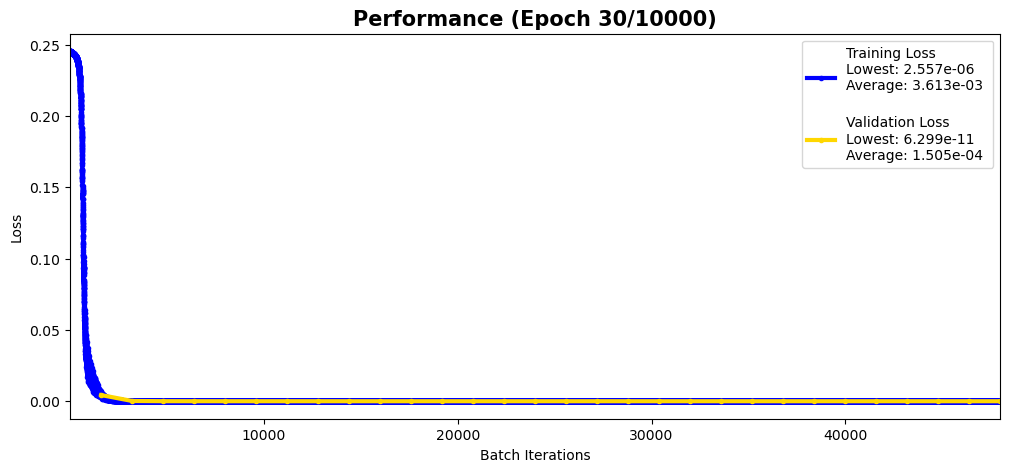 Performance (Epoch 30/10000)
Training Loss
Lowest: 2.557e-06
Average: 3.613e-03
Validation Loss
Lowest: 6.299e-11
Average: 1.505e-04
0.25
0.20
0.15
0.10
0.05
0.00
Loss
10000
20000
30000
40000
Batch Iterations